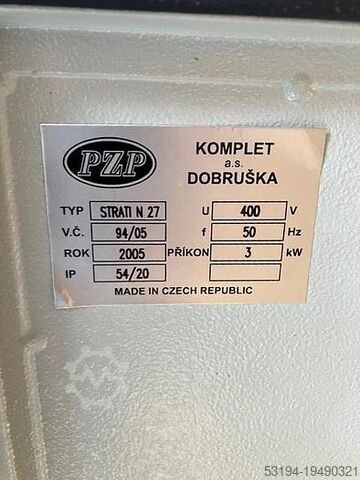 PZP
KOMPLET
a.s.
DOBRUŠKA
TYP STRATI N 27 U 400 V
V.Č. 94/05 f 50 Hz
ROK 2005 PŘÍKON 3 kW
IP 54/20
MADE IN CZECH REPUBLIC
53194-19490321